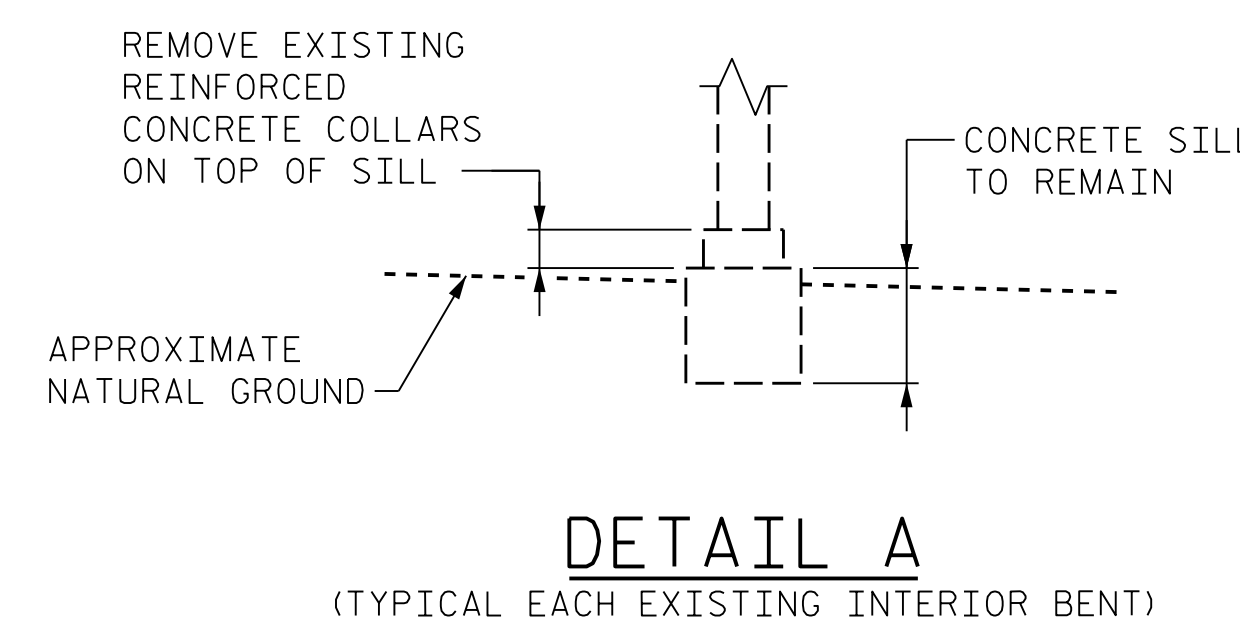 REMOVE EXISTING
REINFORCED
CONCRETE COLLARS
ON TOP OF SILL
CONCRETE SILL
TO REMAIN
APPROXIMATE
NATURAL GROUND
DETAIL A
(TYPICAL EACH EXISTING INTERIOR BENT)